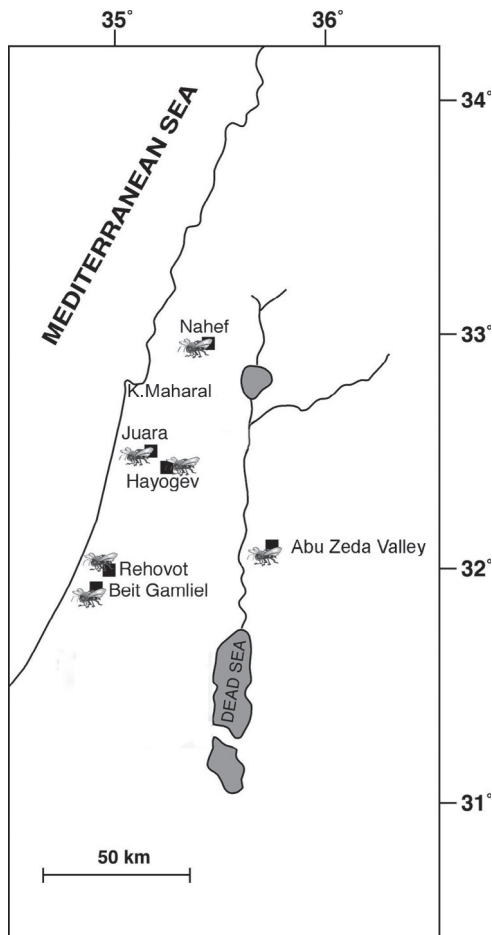 35°
36°
34°
MEDITERRANEAN SEA
Nahef
33°
K.Maharal
Juara
Hayogev
Abu Zeda Valley
32°
Rehovot
Beit Gamliel
DEAD SEA
31°
50 km